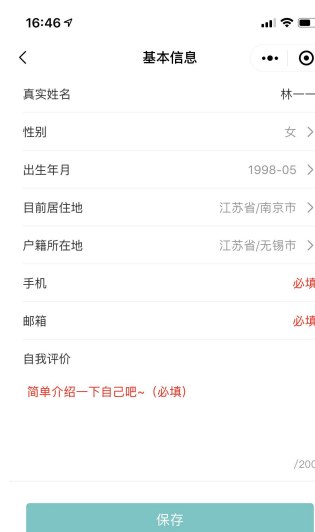 16:46
基本信息
真实姓名 林一一
性别 女
出生年月 1998-05
目前居住地 江苏省/南京市
户籍所在地 江苏省/无锡市
手机 必填
邮箱 必填
自我评价
简单介绍一下自己吧~（必填）
/200
保存